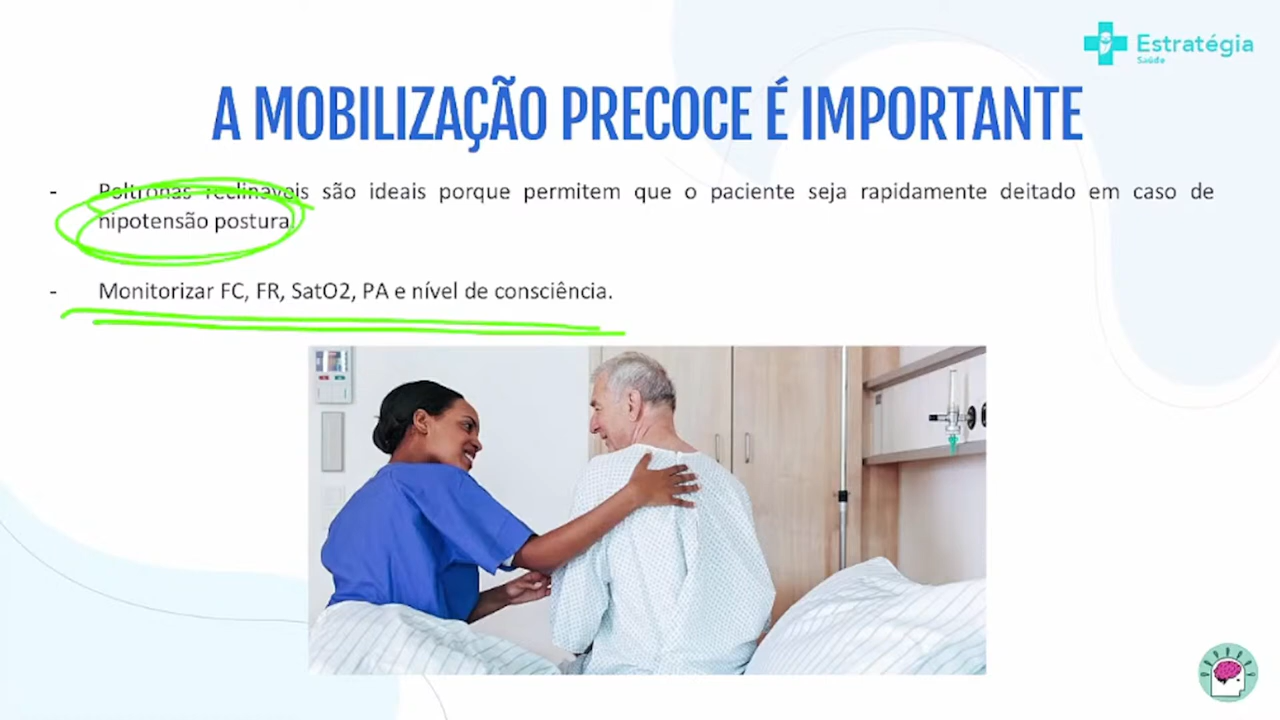 Estratégia
Saúde
A MOBILIZAÇÃO PRECOCE É IMPORTANTE
- Poltronas reclináveis são ideais porque permitem que o paciente seja rapidamente deitado em caso de
hipotensão postura
- Monitorizar FC, FR, SatO2, PA e nível de consciência.